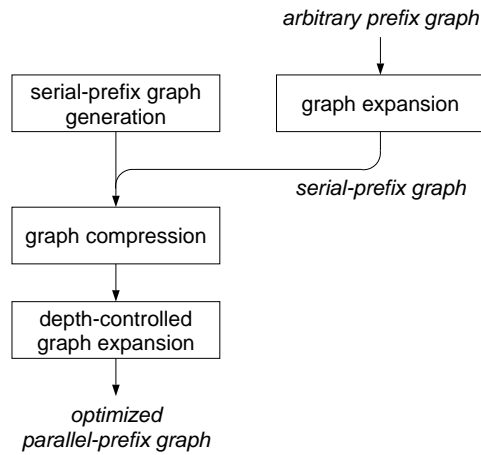 arbitrary prefix graph
serial-prefix graph
generation
graph expansion
serial-prefix graph
graph compression
depth-controlled
graph expansion
optimized
parallel-prefix graph